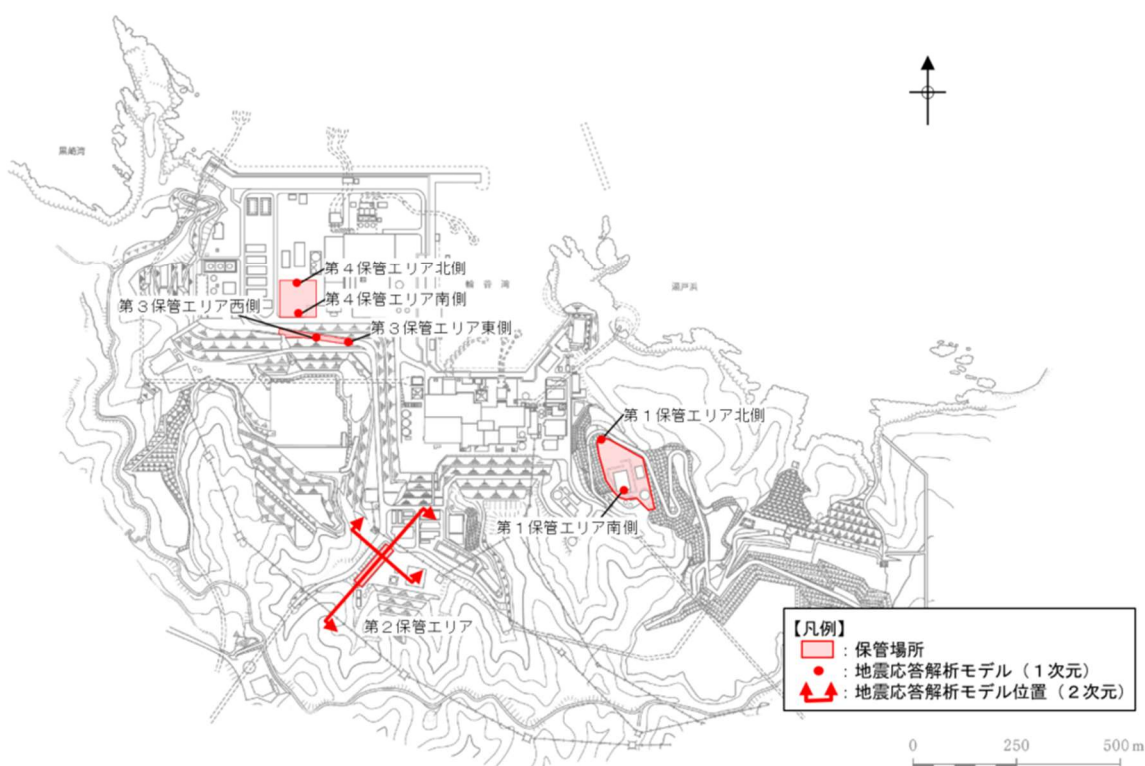 黒崎湾
輪谷湾
湯戸浜
第4保管エリア北側
第4保管エリア南側
第3保管エリア西側
第3保管エリア東側
第1保管エリア北側
第1保管エリア南側
第2保管エリア
【凡例】
：保管場所
：地震応答解析モデル（1次元）
：地震応答解析モデル位置（2次元）
0 250 500m